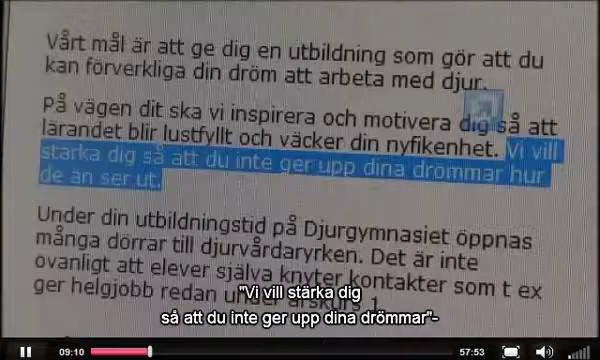 Vårt mål är att ge dig en utbildning som gör att du
kan förverkliga din dröm att arbeta med djur.
På vägen dit ska vi inspirera och motivera dig så att
lärandet blir lustfyllt och väcker din nyfikenhet. Vi vill
stärka dig så att du inte ger upp dina drömmar hur
de än ser ut.
Under din utbildningstid på Djurgymnasiet öppnas
många dörrar till djurvårdaryrken. Det är inte
ovanligt att elever själva knyter kontakter som t ex
ger helgjobb redan under årskurs 1.
"Vi vill stärka dig
så att du inte ger upp dina drömmar"-
09:10
57:53